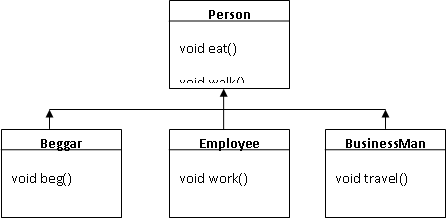 Person
void eat()
void walk()
Beggar
Employee
BusinessMan
void beg()
void work()
void travel()